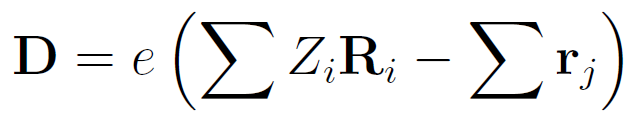 D = e (∑ Z_i R_i − ∑ r_j)